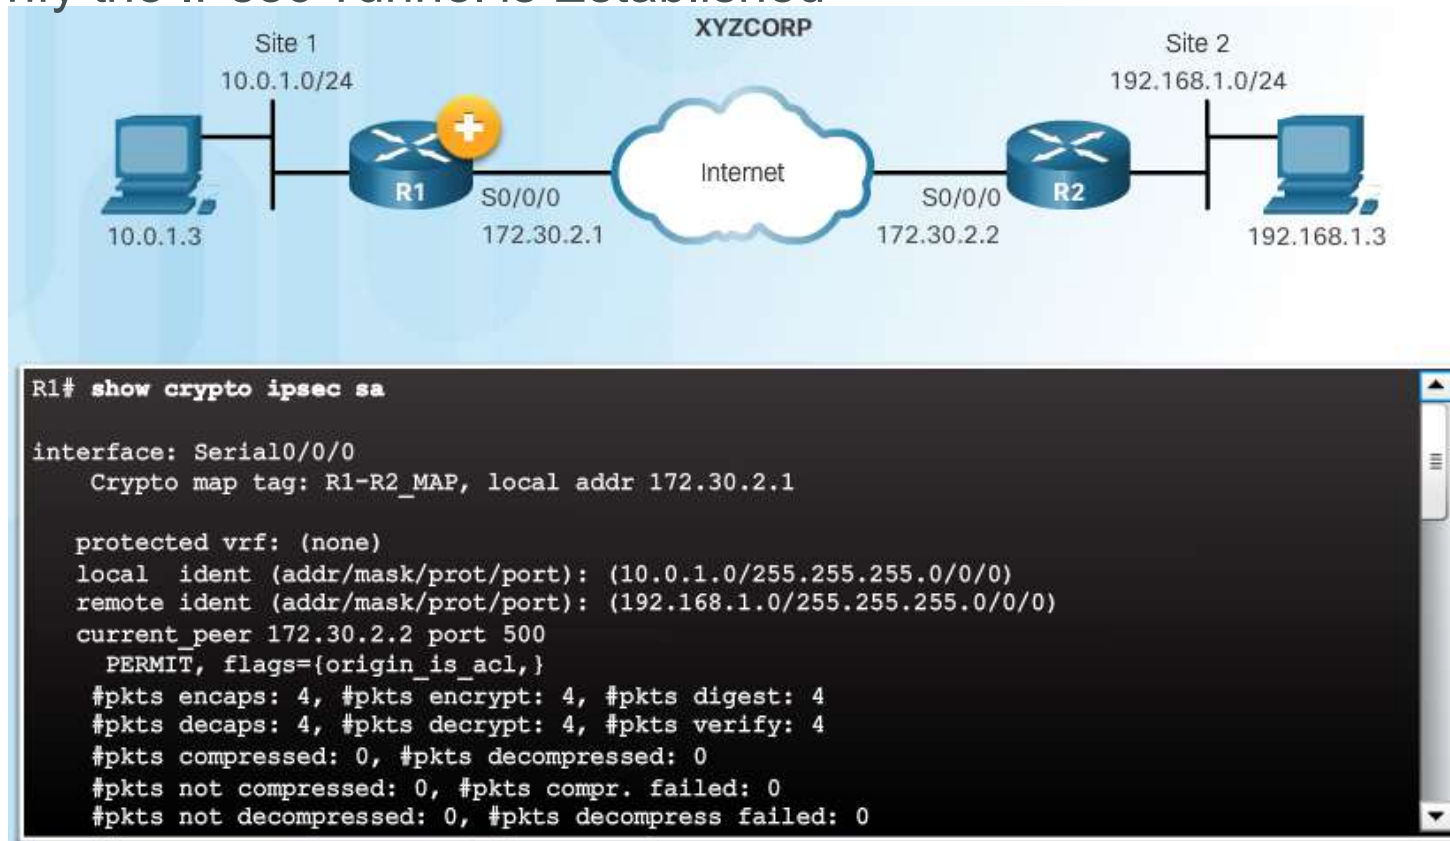 the IPsec Tunnel is Established
XYZCORP
Site 1
10.0.1.0/24
Site 2
192.168.1.0/24
Internet
R1
S0/0/0
172.30.2.1
S0/0/0
172.30.2.2
R2
10.0.1.3
192.168.1.3
R1# show crypto ipsec sa
interface: Serial0/0/0
Crypto map tag: R1-R2_MAP, local addr 172.30.2.1
protected vrf: (none)
local ident (addr/mask/prot/port): (10.0.1.0/255.255.255.0/0/0)
remote ident (addr/mask/prot/port): (192.168.1.0/255.255.255.0/0/0)
current_peer 172.30.2.2 port 500
PERMIT, flags={origin_is_acl,}
#pkts encaps: 4, #pkts encrypt: 4, #pkts digest: 4
#pkts decaps: 4, #pkts decrypt: 4, #pkts verify: 4
#pkts compressed: 0, #pkts decompressed: 0
#pkts not compressed: 0, #pkts compr. failed: 0
#pkts not decompressed: 0, #pkts decompress failed: 0